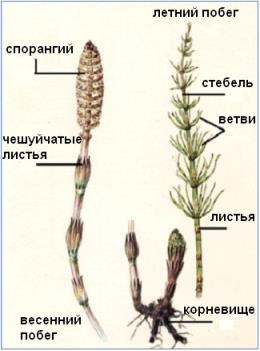 летний побег
спорангий
стебель
ветви
чешуйчатые
листья
листья
корневище
весенний
побег